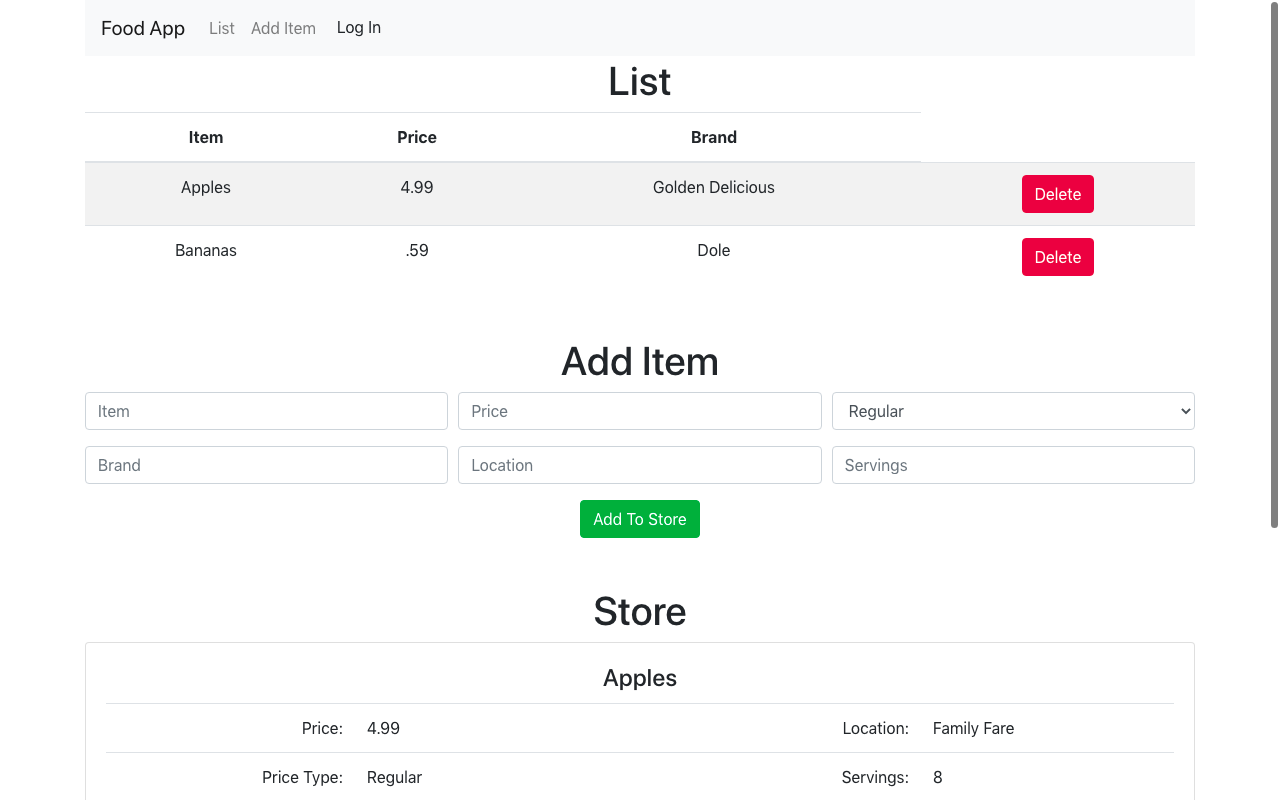 Food App List Add Item Log In
List
Item Price Brand
Apples 4.99 Golden Delicious Delete
Bananas .59 Dole Delete
Add Item
Item Price Regular
Brand Location Servings
Add To Store
Store
Apples
Price: 4.99 Location: Family Fare
Price Type: Regular Servings: 8